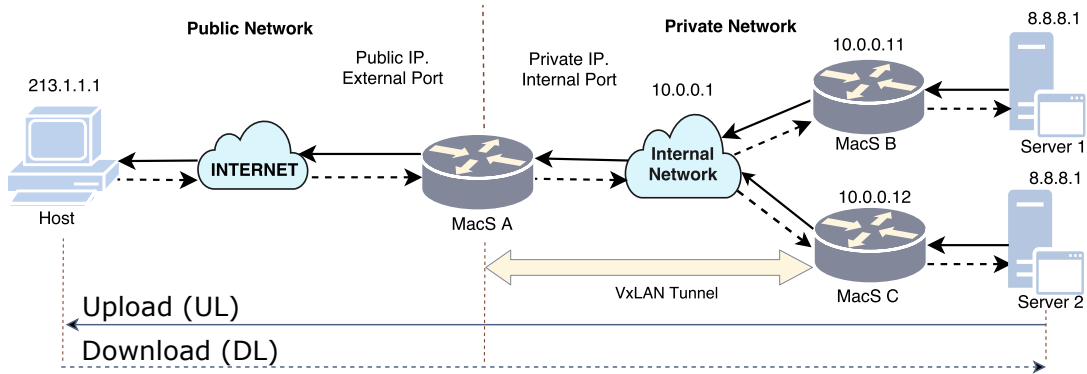 Public Network
Private Network
8.8.8.1
Public IP.
External Port
Private IP.
Internal Port
10.0.0.11
213.1.1.1
10.0.0.1
INTERNET
Internal
Network
MacS B
Server 1
Host
MacS A
10.0.0.12
8.8.8.1
VxLAN Tunnel
MacS C
Server 2
Upload (UL)
Download (DL)